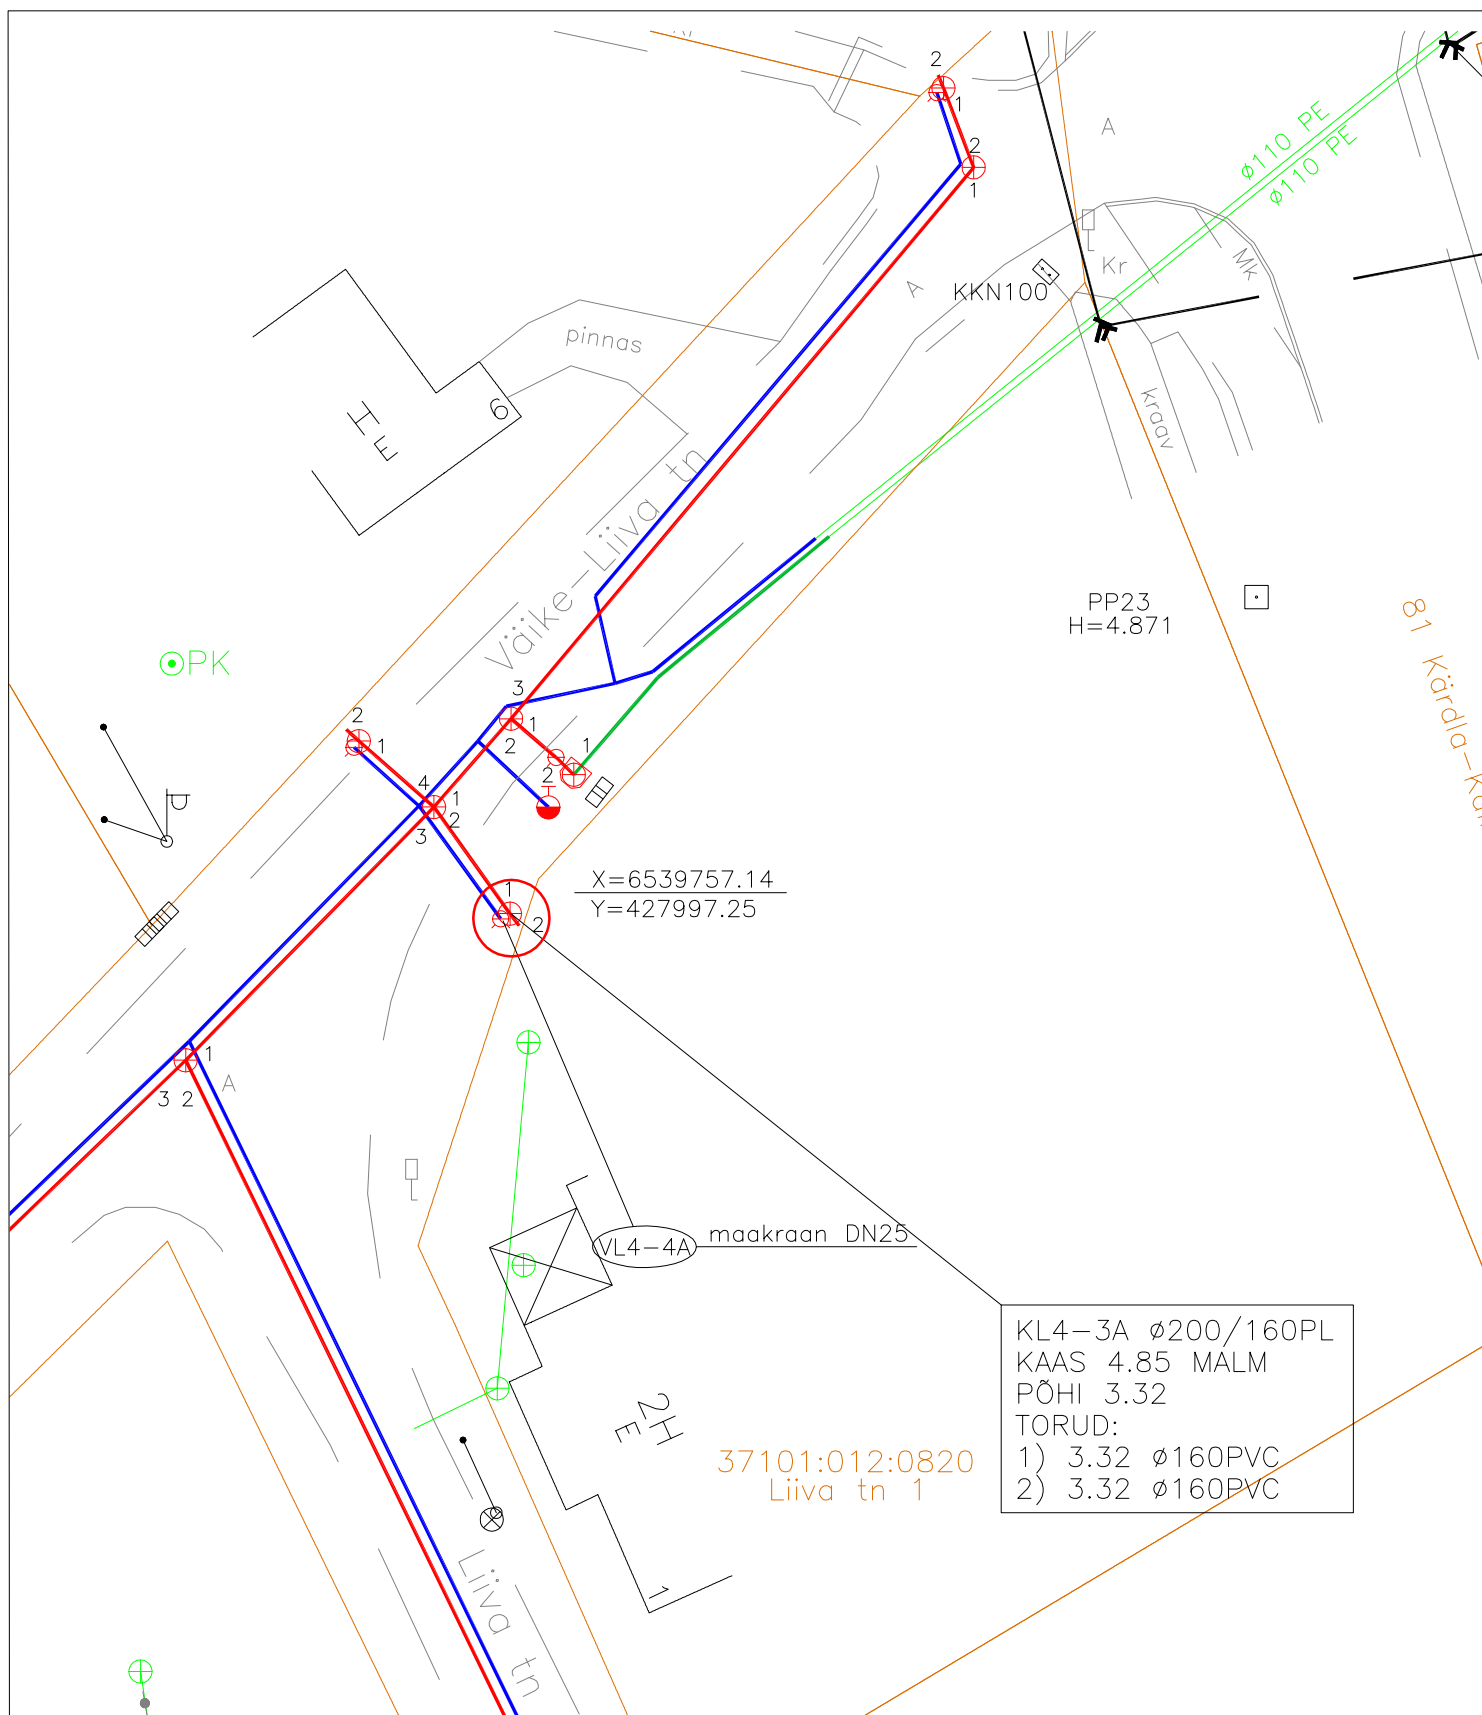 2
1
A
ø110 PE
ø110 PE
2
1
Kr
Mk
A
KKN100
pinnas
6
H
E
kraav
Väike-Liiva tn
PP23
H=4.871
81 Kärdla-Kä
PK
3
1
2
1
2
1
2
4
1
2
3
X=6539757.14
Y=427997.25
1
2
1
3 2
A
VL4-4A
maakraan DN25
KL4-3A ø200/160PL
KAAS 4.85 MALM
PÕHI 3.32
TORUD:
1) 3.32 ø160PVC
2) 3.32 ø160PVC
2H
E
37101:012:0820
Liiva tn 1
1
Liiva tn